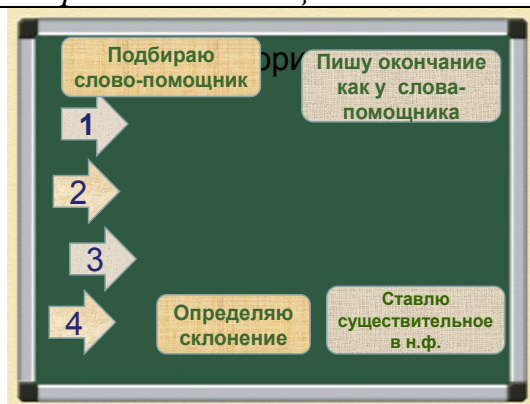 Подбираю
слово-помощник
Пишу окончание
как у слова-
помощника
1
2
3
4
Определяю
склонение
Ставлю
существительное
в н.ф.